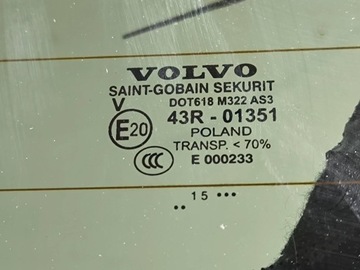 VOLVO
SAINT-GOBAIN SEKURIT
V DOT618 M322 AS3
E20 43R - 01351
POLAND
CCC TRANSP. < 70%
E 000233
15 •••
••